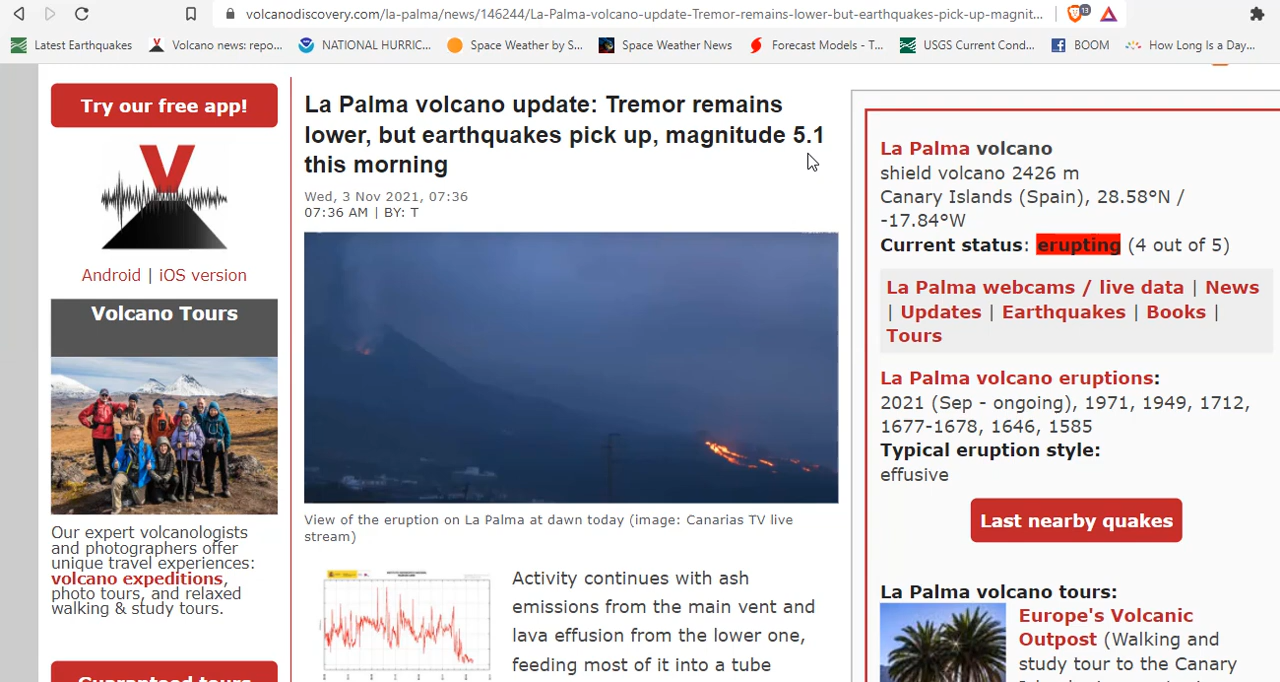 volcanodiscovery.com/la-palma/news/146244/La-Palma-volcano-update-Tremor-remains-lower-but-earthquakes-pick-up-magnit...
13
Latest Earthquakes
Volcano news: repo...
NATIONAL HURRIC...
Space Weather by S...
Space Weather News
Forecast Models - T...
USGS Current Cond...
BOOM
How Long Is a Day...
Try our free app!
Android | iOS version
Volcano Tours
Our expert volcanologists
and photographers offer
unique travel experiences:
volcano expeditions,
photo tours, and relaxed
walking & study tours.
Guaranteed tours
La Palma volcano update: Tremor remains
lower, but earthquakes pick up, magnitude 5.1
this morning
Wed, 3 Nov 2021, 07:36
07:36 AM | BY: T
View of the eruption on La Palma at dawn today (image: Canarias TV live
stream)
Activity continues with ash
emissions from the main vent and
lava effusion from the lower one,
feeding most of it into a tube
La Palma volcano
shield volcano 2426 m
Canary Islands (Spain), 28.58°N /
-17.84°W
Current status: erupting (4 out of 5)
La Palma webcams / live data | News
| Updates | Earthquakes | Books |
Tours
La Palma volcano eruptions:
2021 (Sep - ongoing), 1971, 1949, 1712,
1677-1678, 1646, 1585
Typical eruption style:
effusive
Last nearby quakes
La Palma volcano tours:
Europe's Volcanic
Outpost (Walking and
study tour to the Canary